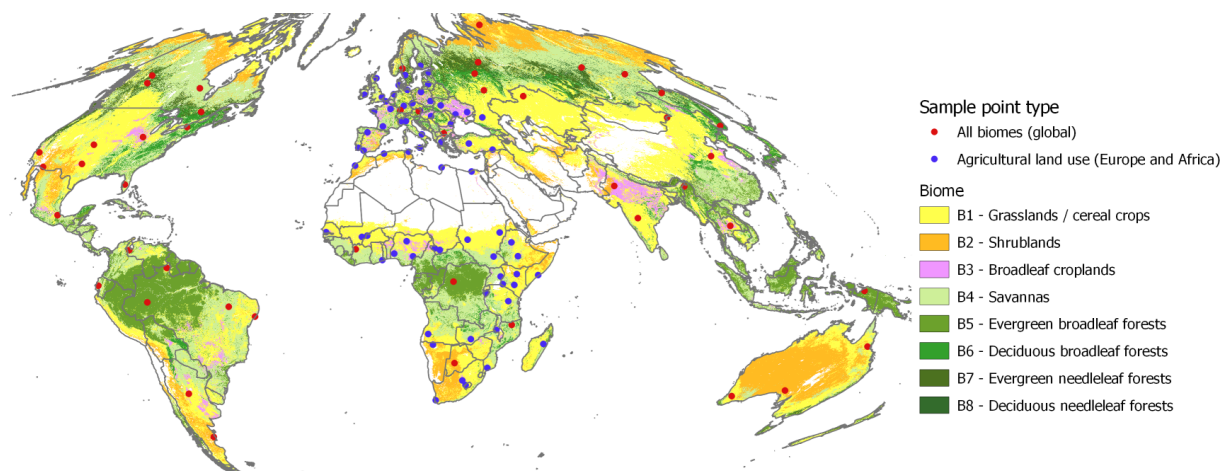 Sample point type
All biomes (global)
Agricultural land use (Europe and Africa)
Biome
B1 - Grasslands / cereal crops
B2 - Shrublands
B3 - Broadleaf croplands
B4 - Savannas
B5 - Evergreen broadleaf forests
B6 - Deciduous broadleaf forests
B7 - Evergreen needleleaf forests
B8 - Deciduous needleleaf forests